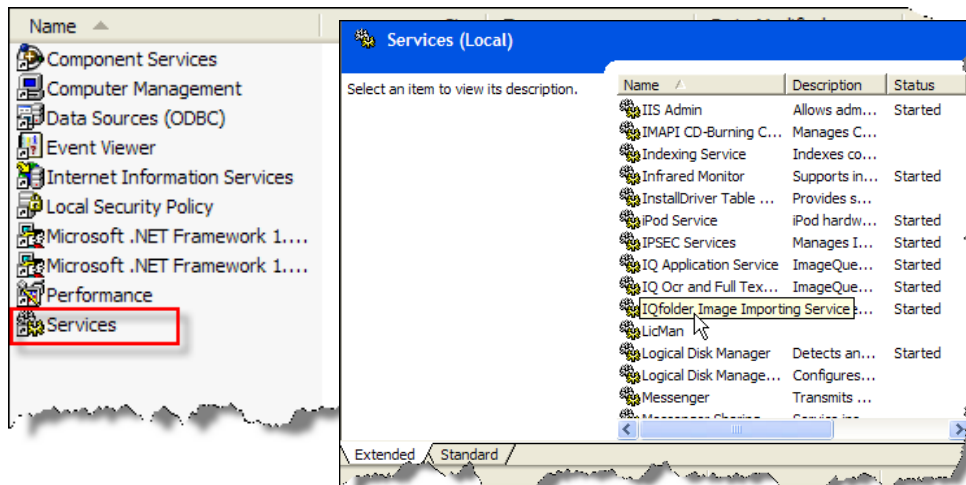 Name
Component Services
Computer Management
Data Sources (ODBC)
Event Viewer
Internet Information Services
Local Security Policy
Microsoft .NET Framework 1....
Microsoft .NET Framework 1....
Performance
Services
Services (Local)
Select an item to view its description.
Name Description Status
IIS Admin Allows adm... Started
IMAPI CD-Burning C... Manages C...
Indexing Service Indexes co...
Infrared Monitor Supports in... Started
InstallDriver Table ... Provides s...
iPod Service iPod hardw... Started
IPSEC Services Manages I... Started
IQ Application Service ImageQue... Started
IQ Ocr and Full Tex... ImageQue... Started
IQfolder Image Importing Service e... Started
LicMan
Logical Disk Manager Detects an... Started
Logical Disk Manage... Configures...
Messenger Transmits ...
Extended Standard